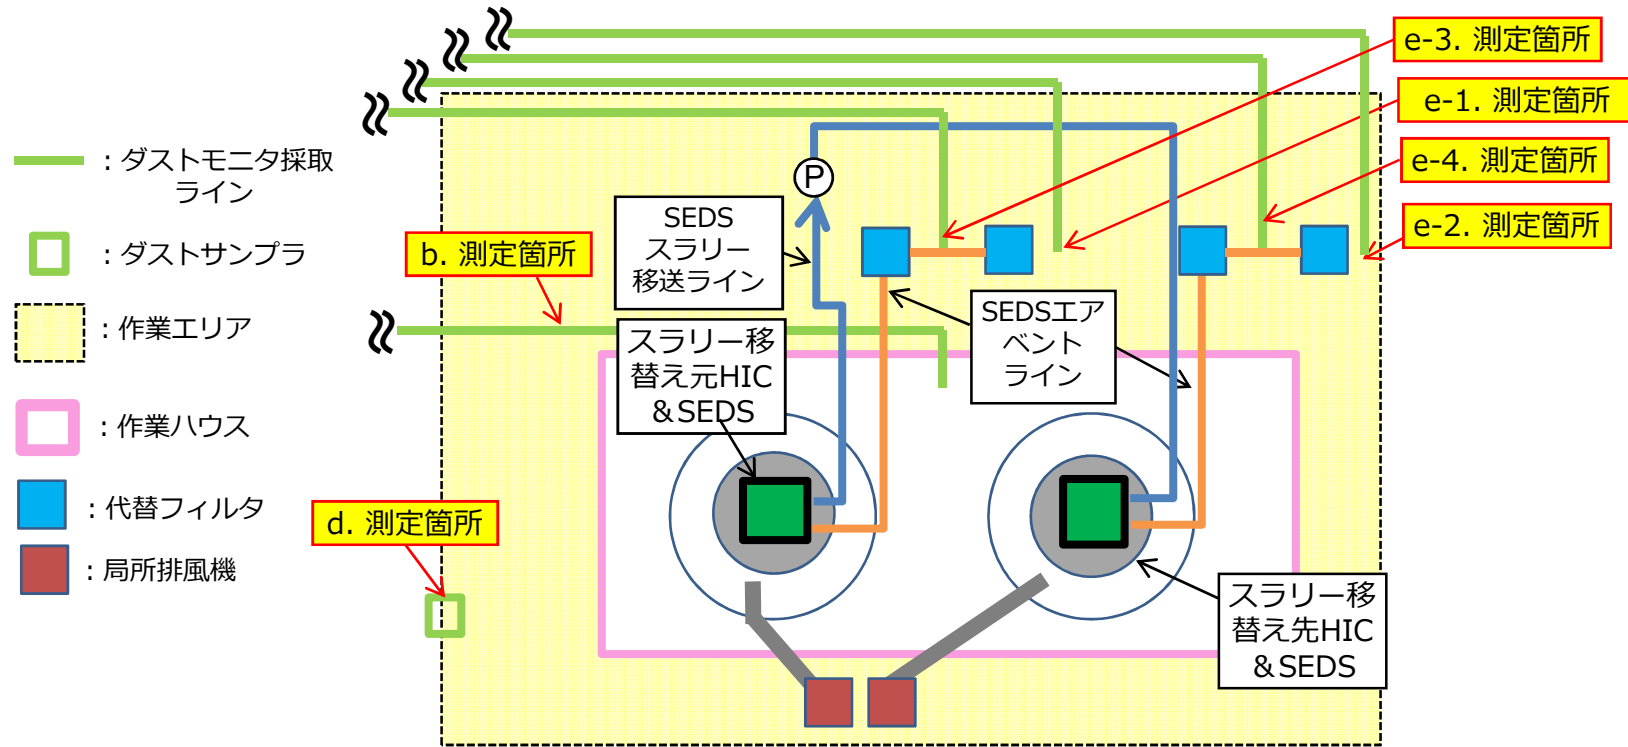 e-3. 測定箇所
e-1. 測定箇所
e-4. 測定箇所
e-2. 測定箇所
：ダストモニタ採取
ライン
：ダストサンプラ
：作業エリア
：作業ハウス
：代替フィルタ
：局所排風機
b. 測定箇所
d. 測定箇所
P
SEDS
スラリー
移送ライン
スラリー移
替え元HIC
＆SEDS
SEDSエア
ベント
ライン
スラリー移
替え先HIC
＆SEDS